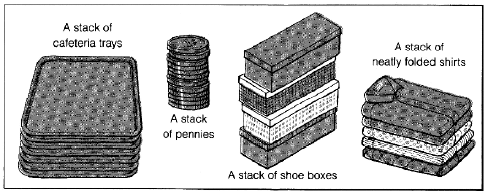 A stack of
cafeteria trays
A stack
of pennies
A stack of shoe boxes
A stack of
neatly folded shirts